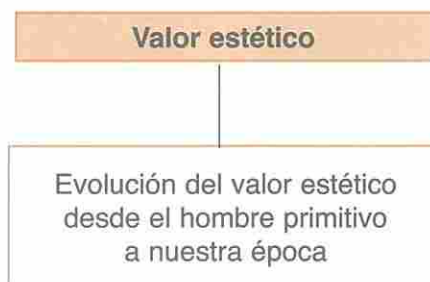 Valor estético
Evolución del valor estético
desde el hombre primitivo
a nuestra época